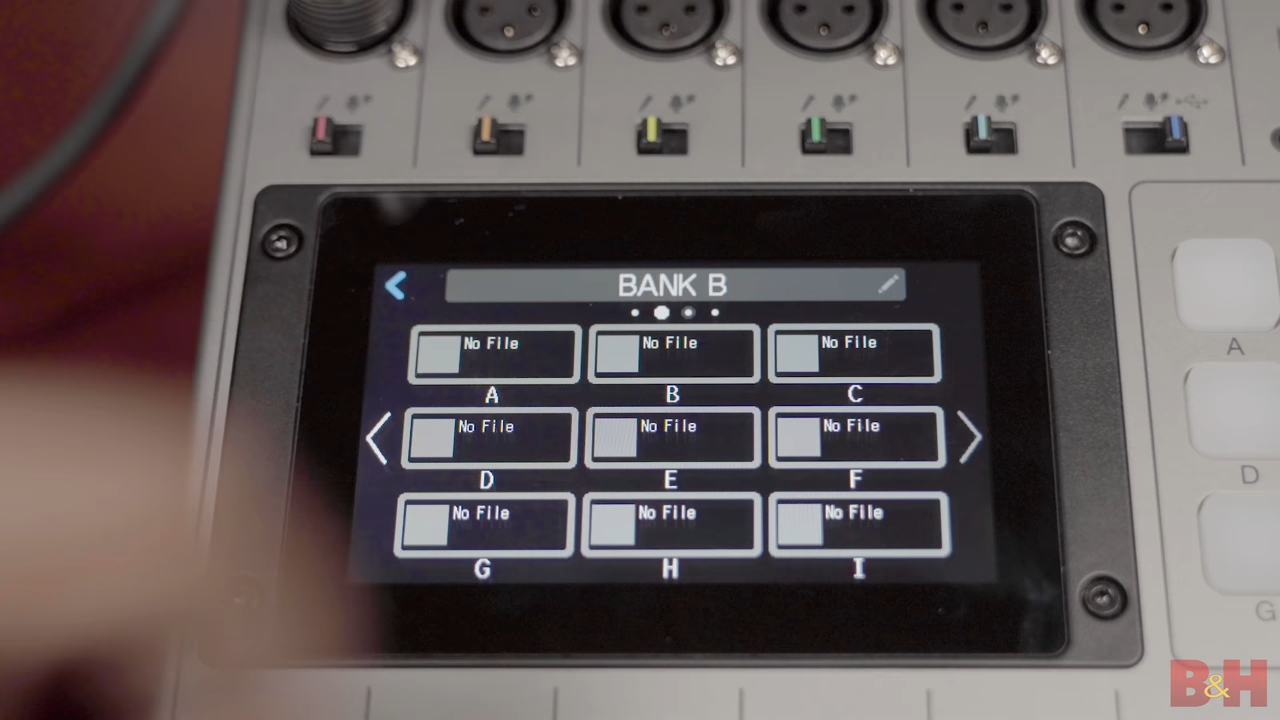 BANK B
No File No File No File
A B C
No File No File No File
D E F
No File No File No File
G H I
A
D
G
B&H